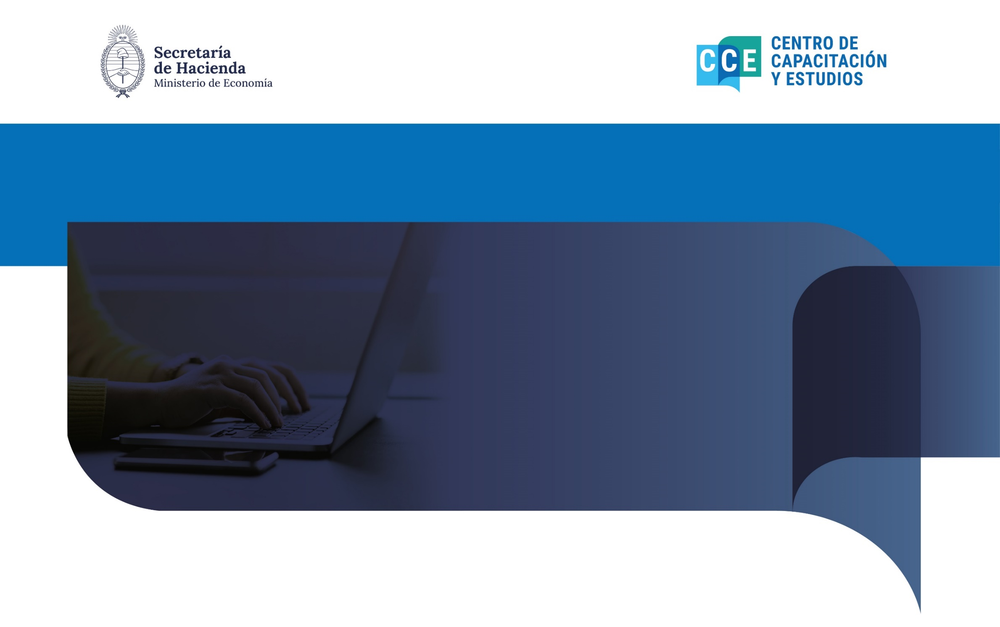 Secretaría
de Hacienda
Ministerio de Economía
CCE
CENTRO DE
CAPACITACIÓN
Y ESTUDIOS